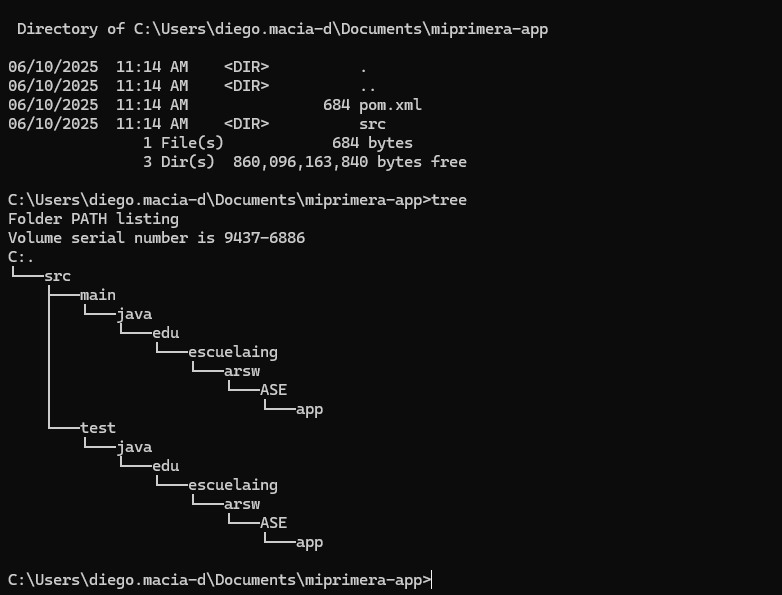 Directory of C:\Users\diego.macia-d\Documents\miprimera-app
06/10/2025  11:14 AM    <DIR>          .
06/10/2025  11:14 AM    <DIR>          ..
06/10/2025  11:14 AM               684 pom.xml
06/10/2025  11:14 AM    <DIR>          src
               1 File(s)            684 bytes
               3 Dir(s)  860,096,163,840 bytes free
C:\Users\diego.macia-d\Documents\miprimera-app>tree
Folder PATH listing
Volume serial number is 9437-6886
C:.
└───src
    ├───main
    │   └───java
    │       └───edu
    │           └───escuelaing
    │               └───arsw
    │                   └───ASE
    │                       └───app
    └───test
        └───java
            └───edu
                └───escuelaing
                    └───arsw
                        └───ASE
                            └───app
C:\Users\diego.macia-d\Documents\miprimera-app>